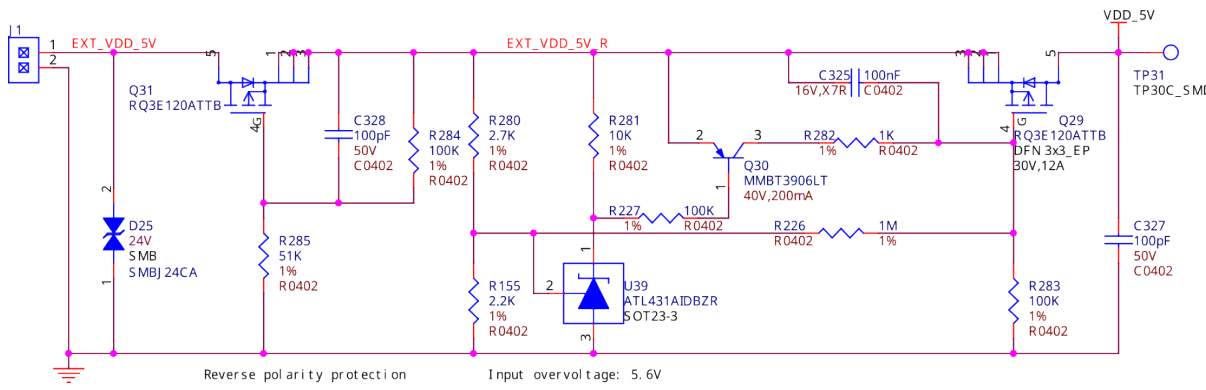 J1
1
2
EXT_VDD_5V
5
1
2
3
Q31
RQ3E120ATTB
4
G
C328
100pF
50V
C0402
R284
100K
1%
R0402
R280
2.7K
1%
R0402
EXT_VDD_5V_R
R281
10K
1%
R0402
C325
100nF
16V,X7R
C0402
2
3
R282
1K
1%
R0402
Q30
MMBT3906LT
40V,200mA
1
3
2
1
5
VDD_5V
TP31
TP30C_SMD
Q29
4
G
RQ3E120ATTB
DFN3x3_EP
30V,12A
R227
100K
1%
R0402
R226
1M
R0402
1%
2
D25
24V
SMB
SMBJ24CA
1
R285
51K
1%
R0402
R155
2.2K
1%
R0402
1
2
3
U39
ATL431AIDBZR
SOT23-3
R283
100K
1%
R0402
C327
100pF
50V
C0402
Reverse polarity protection
Input overvoltage: 5.6V